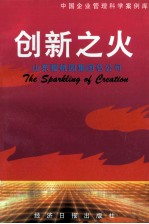 中国企业管理科学案例库
创新之火
The Sparkling of Creation
经济日报出版社